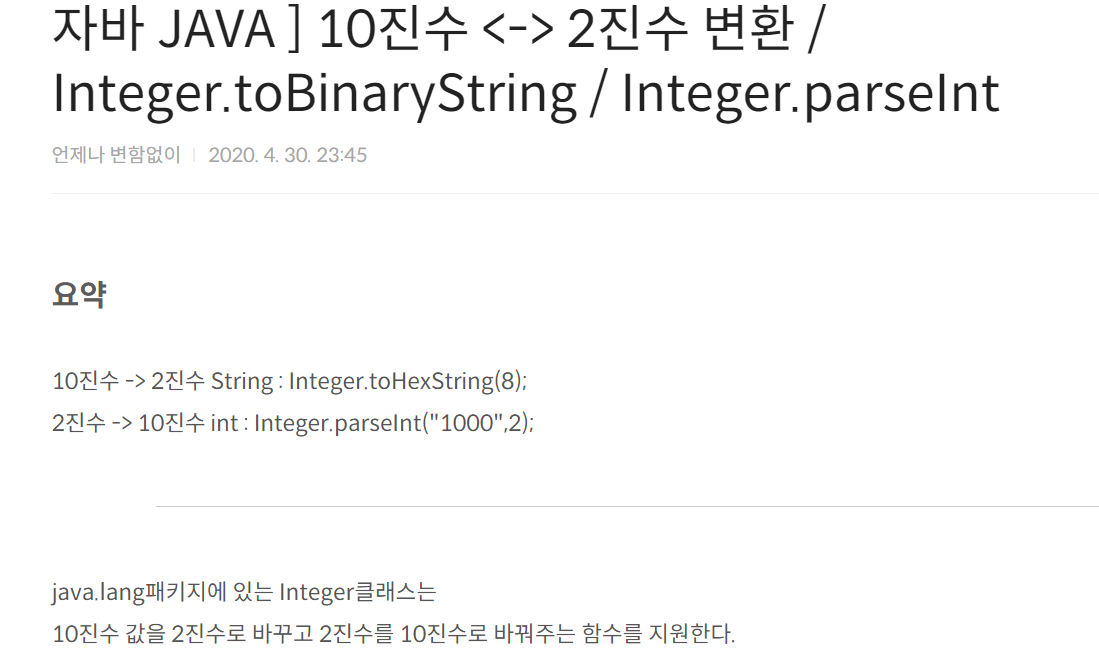 자바 JAVA ] 10진수 <-> 2진수 변환 /
Integer.toBinaryString / Integer.parseInt
언제나 변함없이 | 2020. 4. 30. 23:45
요약
10진수 -> 2진수 String : Integer.toHexString(8);
2진수 -> 10진수 int : Integer.parseInt("1000",2);
java.lang패키지에 있는 Integer클래스는
10진수 값을 2진수로 바꾸고 2진수를 10진수로 바꿔주는 함수를 지원한다.